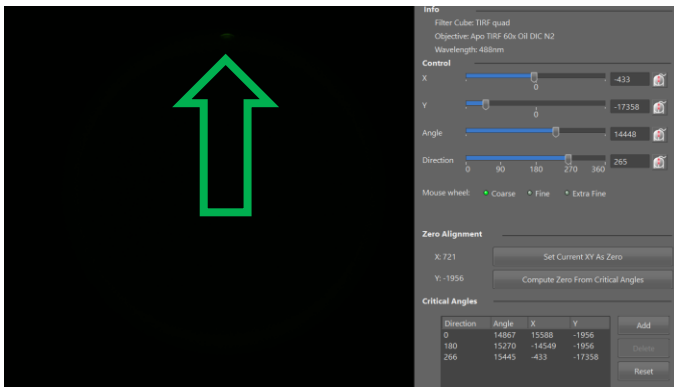 Info
Filter Cube: TIRF quad
Objective: Apo TIRF 60x Oil DIC N2
Wavelength: 488nm
Control
X 0 -433
Y 0 -17358
Angle 14448
Direction 265
0 90 180 270 360
Mouse wheel: Coarse Fine Extra Fine
Zero Alignment
X: 721 Set Current XY As Zero
Y: -1956 Compute Zero From Critical Angles
Critical Angles
Direction Angle X Y Add
0 14867 15588 -1956
180 15270 -14549 -1956 Delete
266 15445 -433 -17358
Reset